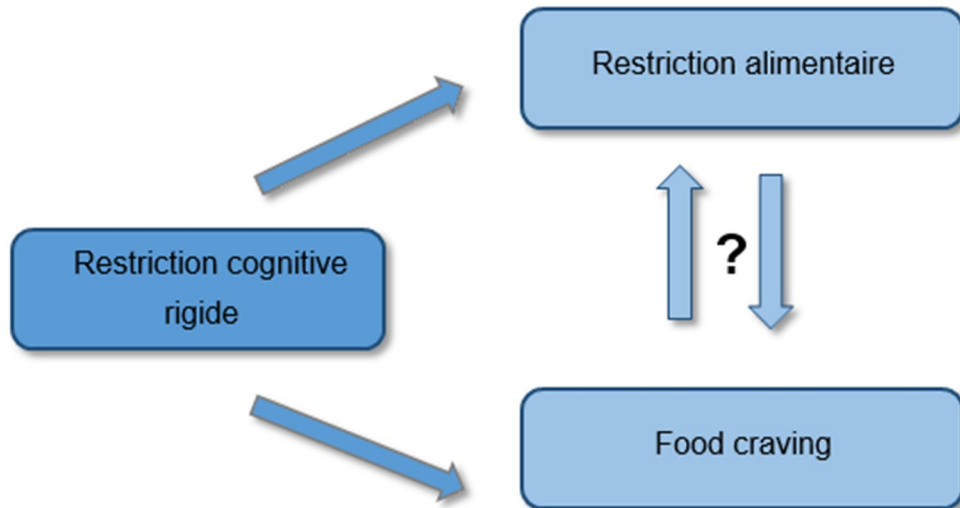 Restriction alimentaire
Restriction cognitive
rigide
?
Food craving